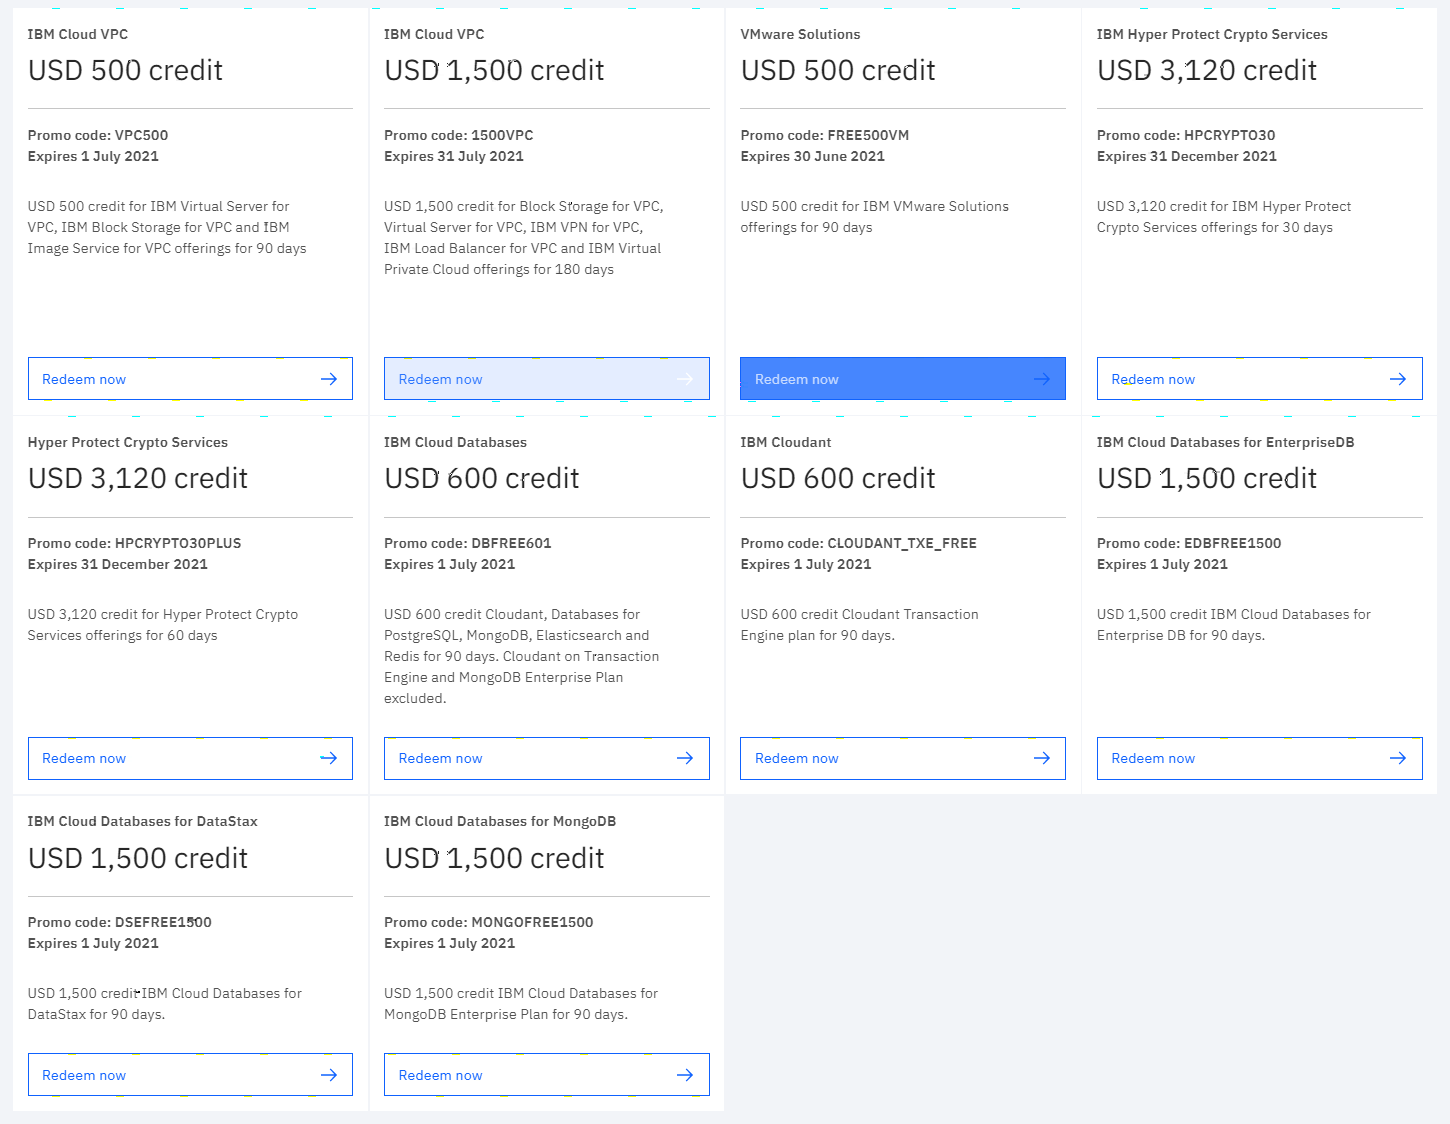 IBM Cloud VPC
USD 500 credit
Promo code: VPC500
Expires 1 July 2021
USD 500 credit for IBM Virtual Server for
VPC, IBM Block Storage for VPC and IBM
Image Service for VPC offerings for 90 days
Redeem now
IBM Cloud VPC
USD 1,500 credit
Promo code: 1500VPC
Expires 31 July 2021
USD 1,500 credit for Block Storage for VPC,
Virtual Server for VPC, IBM VPN for VPC,
IBM Load Balancer for VPC and IBM Virtual
Private Cloud offerings for 180 days
Redeem now
VMware Solutions
USD 500 credit
Promo code: FREE500VM
Expires 30 June 2021
USD 500 credit for IBM VMware Solutions
offerings for 90 days
Redeem now
IBM Hyper Protect Crypto Services
USD 3,120 credit
Promo code: HPCRYPTO30
Expires 31 December 2021
USD 3,120 credit for IBM Hyper Protect
Crypto Services offerings for 30 days
Redeem now
Hyper Protect Crypto Services
USD 3,120 credit
Promo code: HPCRYPTO30PLUS
Expires 31 December 2021
USD 3,120 credit for Hyper Protect Crypto
Services offerings for 60 days
Redeem now
IBM Cloud Databases
USD 600 credit
Promo code: DBFREE601
Expires 1 July 2021
USD 600 credit Cloudant, Databases for
PostgreSQL, MongoDB, Elasticsearch and
Redis for 90 days. Cloudant on Transaction
Engine and MongoDB Enterprise Plan
excluded.
Redeem now
IBM Cloudant
USD 600 credit
Promo code: CLOUDANT_TXE_FREE
Expires 1 July 2021
USD 600 credit Cloudant Transaction
Engine plan for 90 days.
Redeem now
IBM Cloud Databases for EnterpriseDB
USD 1,500 credit
Promo code: EDBFREE1500
Expires 1 July 2021
USD 1,500 credit IBM Cloud Databases for
Enterprise DB for 90 days.
Redeem now
IBM Cloud Databases for DataStax
USD 1,500 credit
Promo code: DSEFREE1500
Expires 1 July 2021
USD 1,500 credit IBM Cloud Databases for
DataStax for 90 days.
Redeem now
IBM Cloud Databases for MongoDB
USD 1,500 credit
Promo code: MONGOFREE1500
Expires 1 July 2021
USD 1,500 credit IBM Cloud Databases for
MongoDB Enterprise Plan for 90 days.
Redeem now